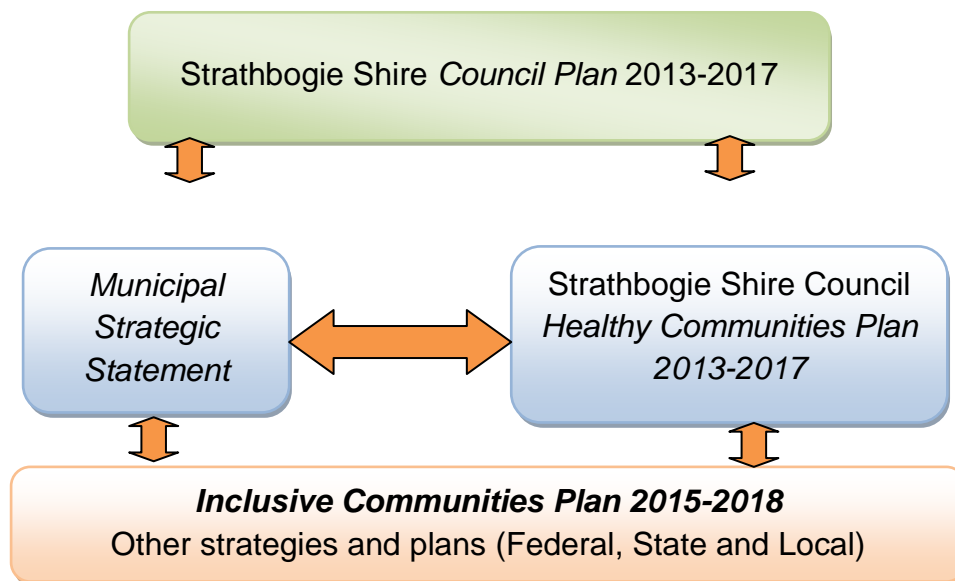 Strathbogie Shire Council Plan 2013-2017
Municipal
Strategic
Statement
Strathbogie Shire Council
Healthy Communities Plan
2013-2017
Inclusive Communities Plan 2015-2018
Other strategies and plans (Federal, State and Local)